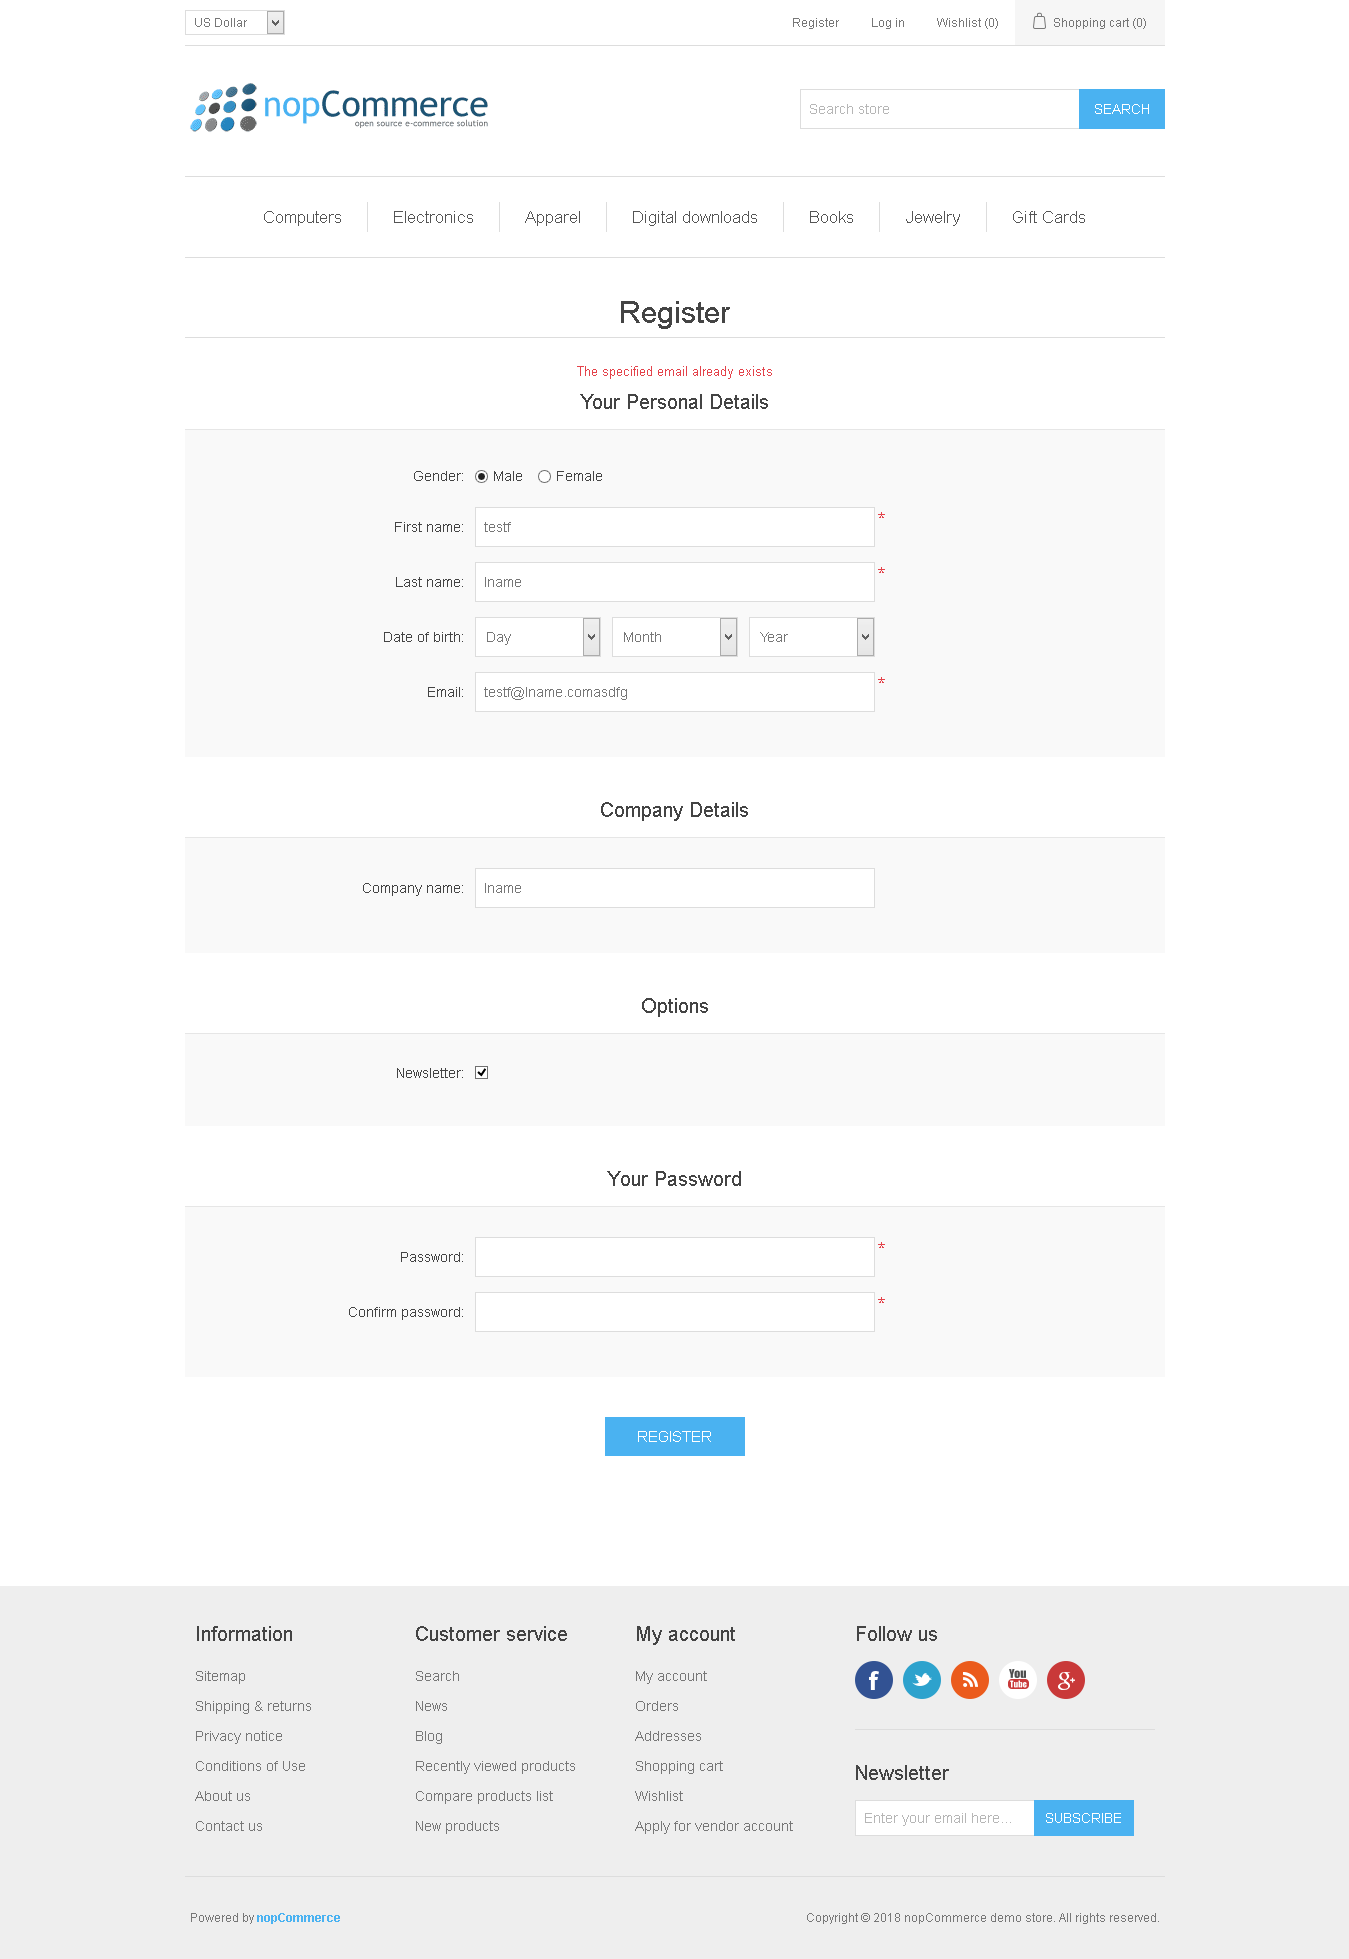 US Dollar
Register Log in Wishlist (0) Shopping cart (0)
nopCommerce
open source e-commerce solution
Search store SEARCH
Computers Electronics Apparel Digital downloads Books Jewelry Gift Cards
Register
The specified email already exists
Your Personal Details
Gender: Male Female
First name: testf *
Last name: lname *
Date of birth: Day Month Year
Email: testf@lname.comasdfg *
Company Details
Company name: lname
Options
Newsletter:
Your Password
Password: *
Confirm password: *
REGISTER
Information
Sitemap
Shipping & returns
Privacy notice
Conditions of Use
About us
Contact us
Customer service
Search
News
Blog
Recently viewed products
Compare products list
New products
My account
My account
Orders
Addresses
Shopping cart
Wishlist
Apply for vendor account
Follow us
f You Tube g+
Newsletter
Enter your email here... SUBSCRIBE
Powered by nopCommerce
Copyright © 2018 nopCommerce demo store. All rights reserved.